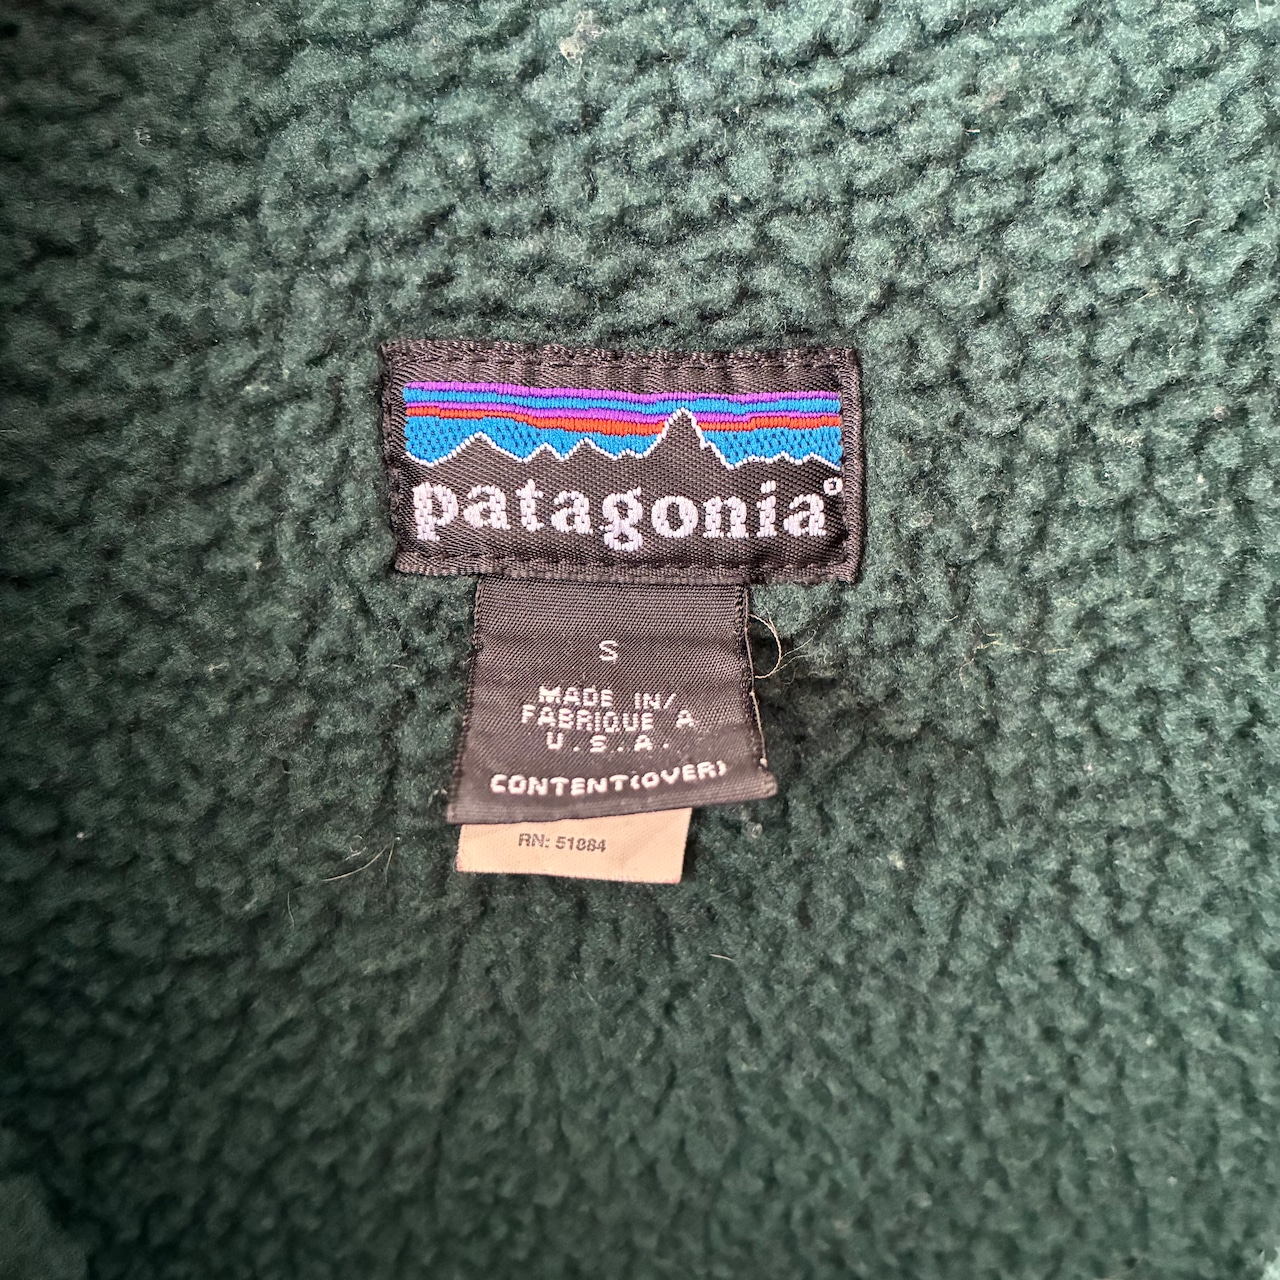 patagonia®
S
MADE IN/
FABRIQUE A
U.S.A.
CONTENT(OVER)
RN: 51884